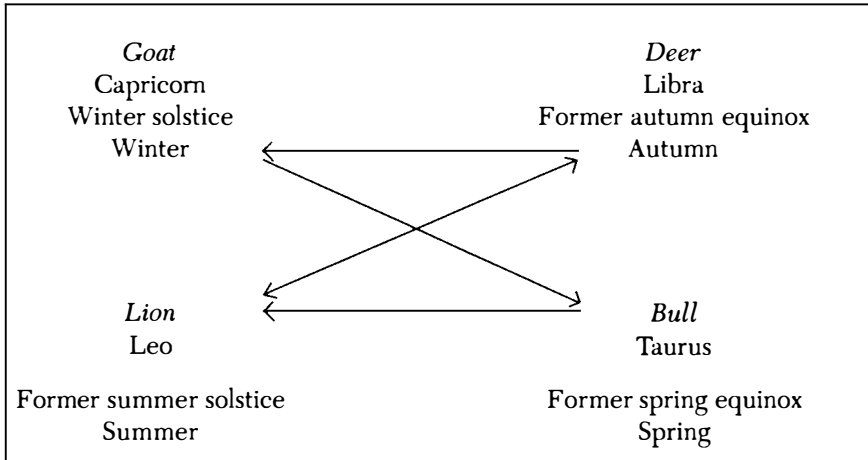 Goat
Capricorn
Winter solstice
Winter
Deer
Libra
Former autumn equinox
Autumn
Lion
Leo
Former summer solstice
Summer
Bull
Taurus
Former spring equinox
Spring